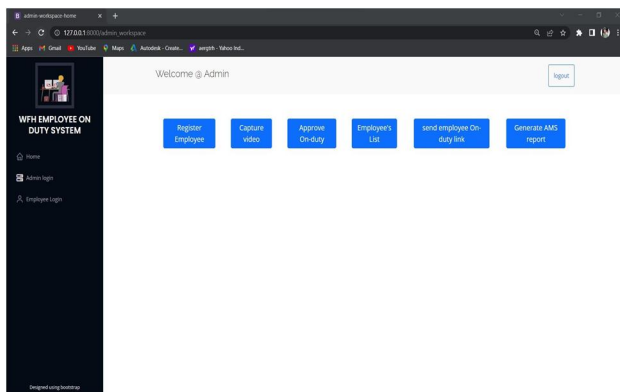 admin-workspace-home
127.0.0.1:8000/admin_workspace
Apps Gmail YouTube Maps Autodesk - Create... aergtrh - Yahoo Ind...
WFH EMPLOYEE ON
DUTY SYSTEM
Home
Admin login
Employee Login
Designed using bootstrap
Welcome @ Admin
logout
Register
Employee
Capture
video
Approve
On-duty
Employee's
List
send employee On-
duty link
Generate AMS
report